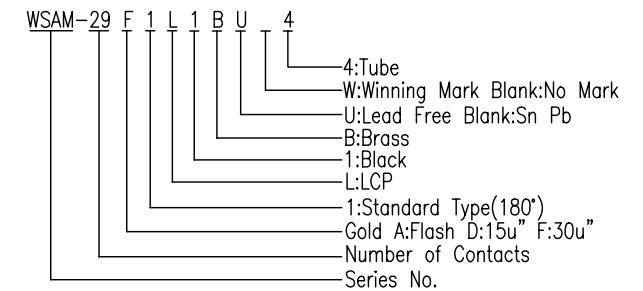 WSAM-29 F 1 L 1 B U 4
4:Tube
W:Winning Mark Blank:No Mark
U:Lead Free Blank:Sn Pb
B:Brass
1:Black
L:LCP
1:Standard Type(180°)
Gold A:Flash D:15u" F:30u"
Number of Contacts
Series No.